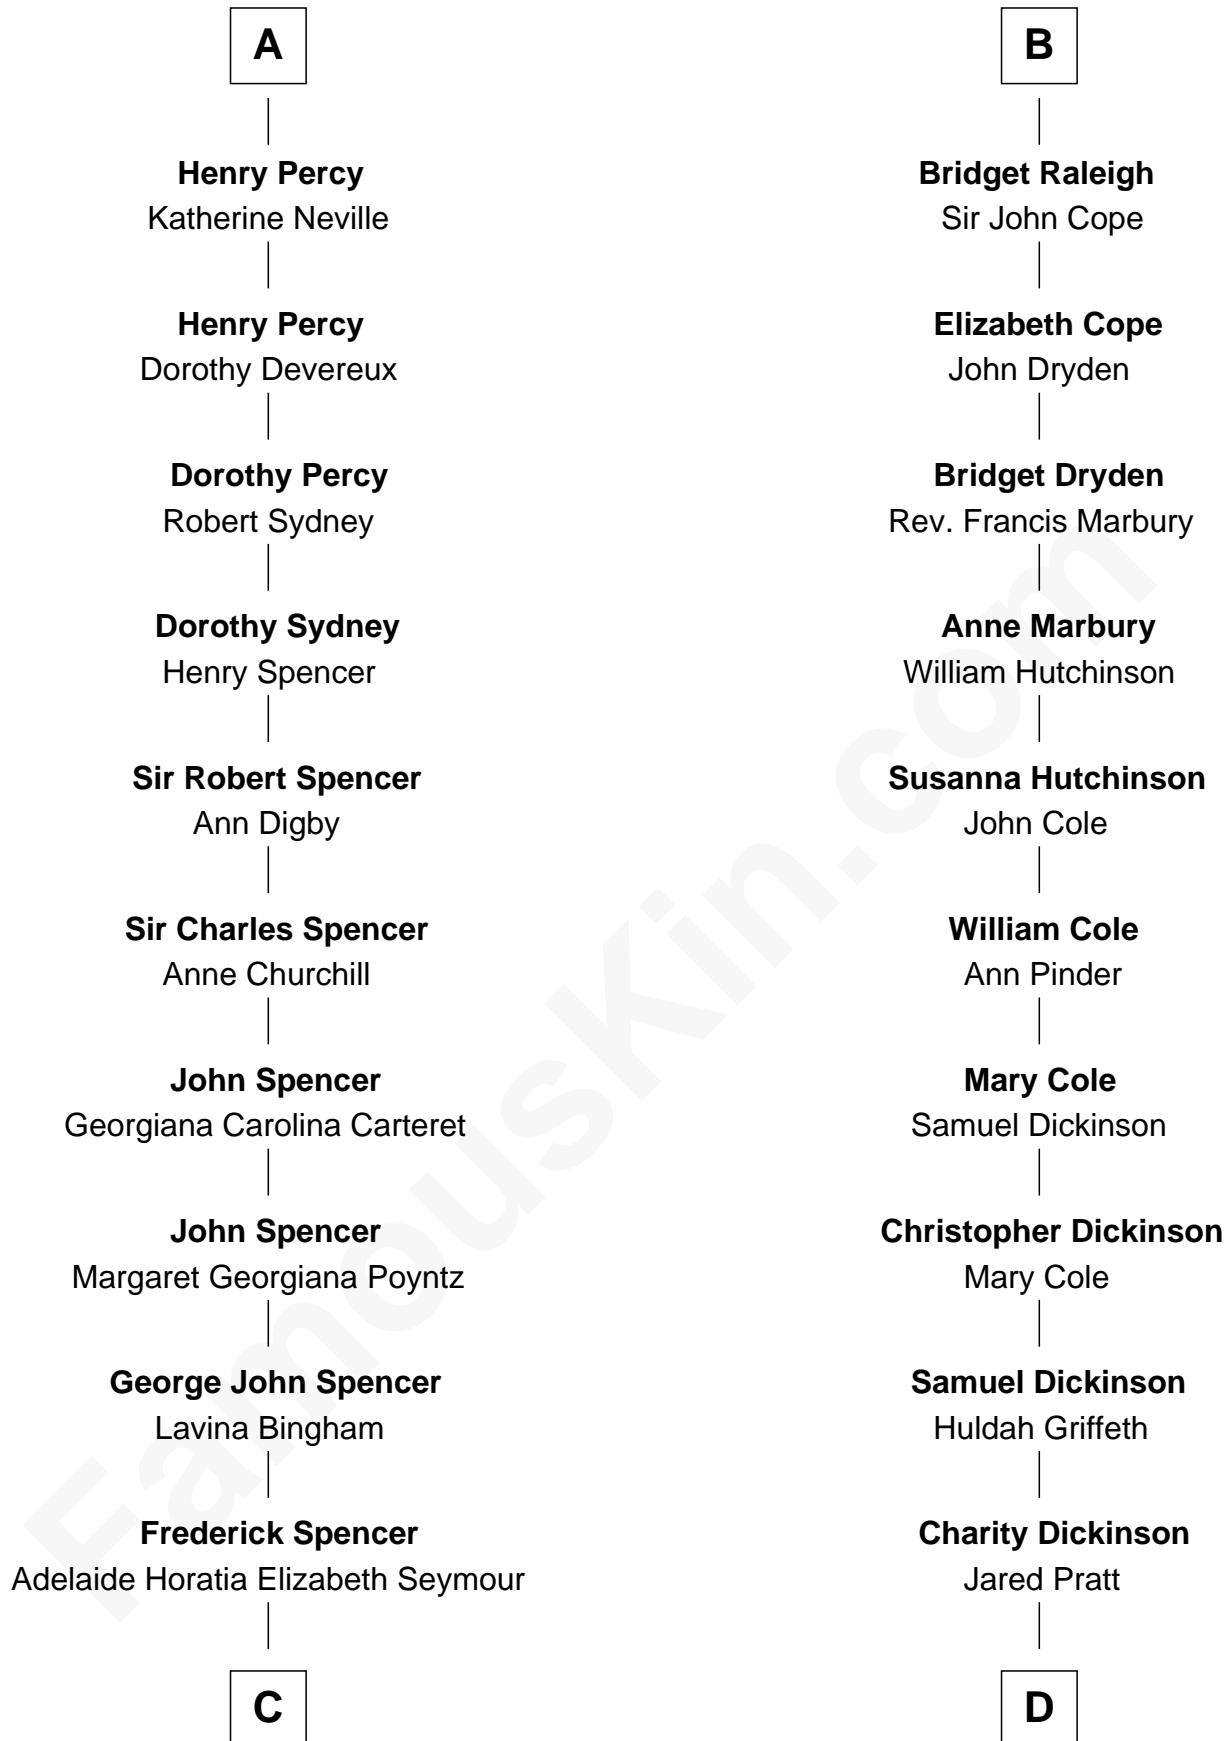 A
Henry Percy
Katherine Neville
Henry Percy
Dorothy Devereux
Dorothy Percy
Robert Sydney
Dorothy Sydney
Henry Spencer
Sir Robert Spencer
Ann Digby
Sir Charles Spencer
Anne Churchill
John Spencer
Georgiana Carolina Carteret
John Spencer
Margaret Georgiana Poyntz
George John Spencer
Lavina Bingham
Frederick Spencer
Adelaide Horatia Elizabeth Seymour
C
B
Bridget Raleigh
Sir John Cope
Elizabeth Cope
John Dryden
Bridget Dryden
Rev. Francis Marbury
Anne Marbury
William Hutchinson
Susanna Hutchinson
John Cole
William Cole
Ann Pinder
Mary Cole
Samuel Dickinson
Christopher Dickinson
Mary Cole
Samuel Dickinson
Huldah Griffeth
Charity Dickinson
Jared Pratt
D
FamousKin.com